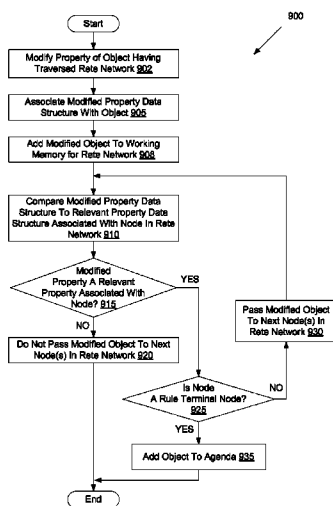 Start
900
Modify Property of Object Having
Traversed Rete Network 902
Associate Modified Property Data
Structure With Object 905
Add Modified Object To Working
Memory for Rete Network 908
Compare Modified Property Data
Structure To Relevant Property Data
Structure Associated With Node In Rete
Network 910
Modified
Property A Relevant
Property Associated With
Node? 915
YES
NO
Do Not Pass Modified Object To Next
Node(s) In Rete Network 920
Pass Modified Object
To Next Node(s) In
Rete Network 930
Is Node
A Rule Terminal Node?
925
NO
YES
Add Object To Agenda 935
End